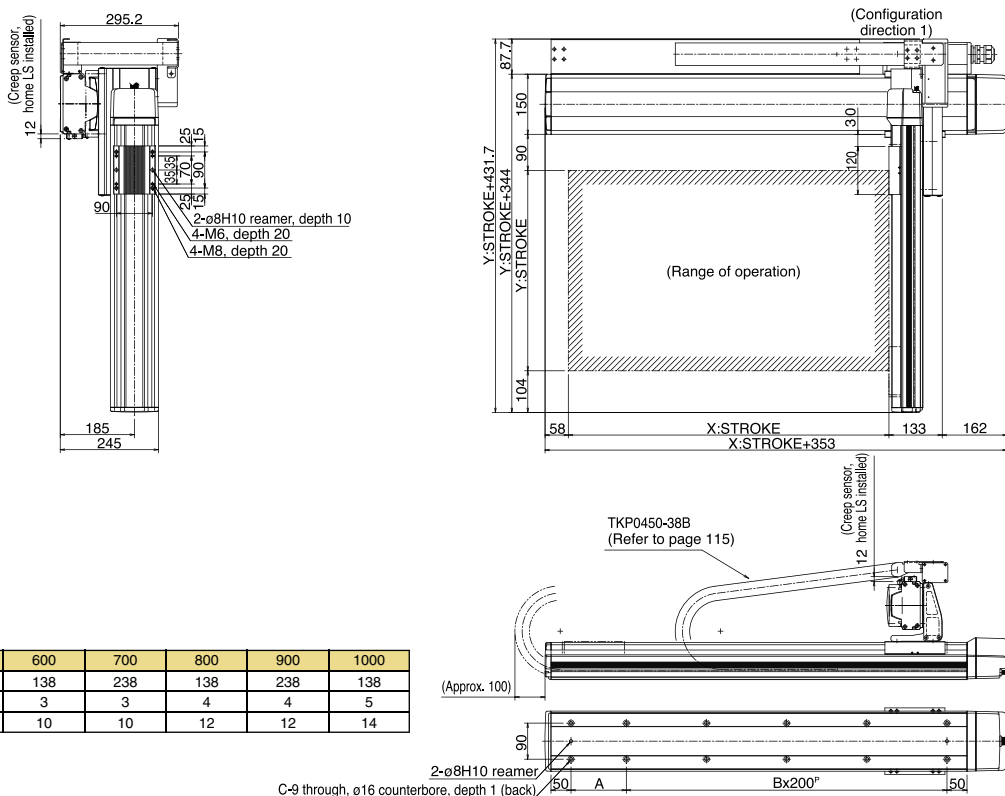 295.2
(Creep sensor,
home LS installed)
12
25
15
35
35
70
90
25
15
90
2-ø8H10 reamer, depth 10
4-M6, depth 20
4-M8, depth 20
185
245
(Configuration
direction 1)
87.7
150
90
3.0
120
Y:STROKE+431.7
Y:STROKE+344
Y:STROKE
(Range of operation)
104
58
X:STROKE
133
162
X:STROKE+353
TKP0450-38B
(Refer to page 115)
(Creep sensor,
home LS installed)
12
(Approx. 100)
600 700 800 900 1000
138 238 138 238 138
3 3 4 4 5
10 10 12 12 14
90
2-ø8H10 reamer
C-9 through, ø16 counterbore, depth 1 (back)
50
A
Bx200ᴾ
50